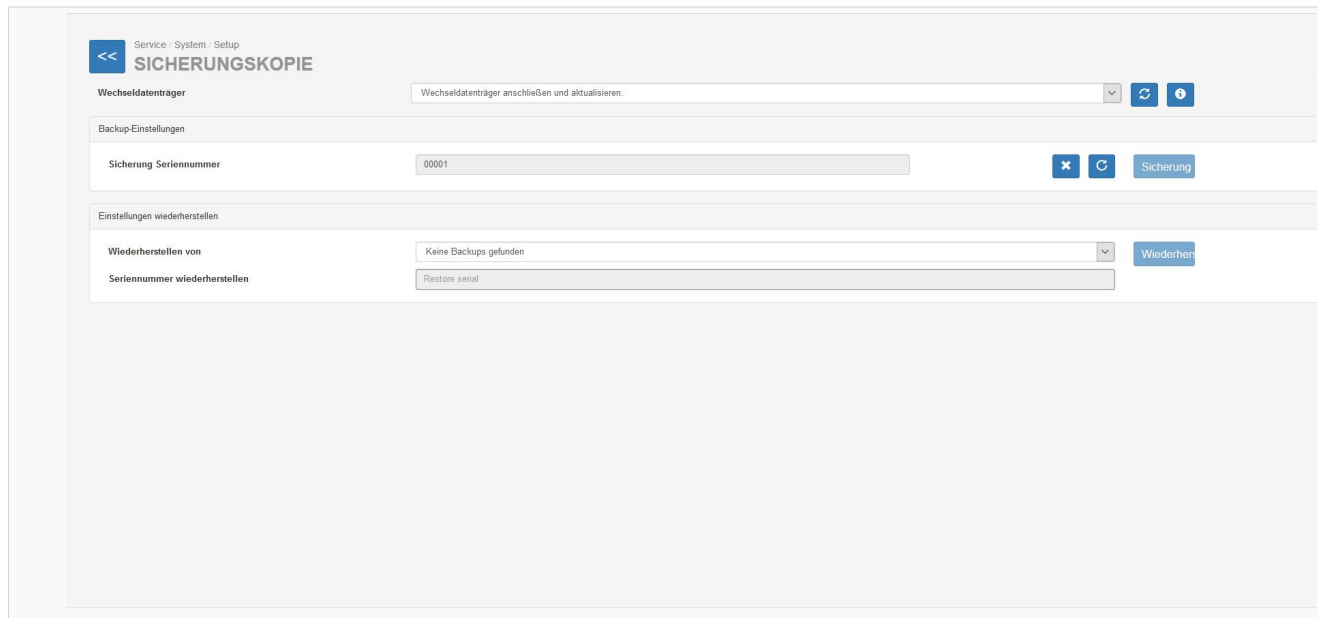 <<
Service / System / Setup
SICHERUNGSKOPIE
Wechseldatenträger
Wechseldatenträger anschließen und aktualisieren.
Backup-Einstellungen
Sicherung Seriennummer
00001
Sicherung
Einstellungen wiederherstellen
Wiederherstellen von
Keine Backups gefunden
Wiederhers
Seriennummer wiederherstellen
Restore serial